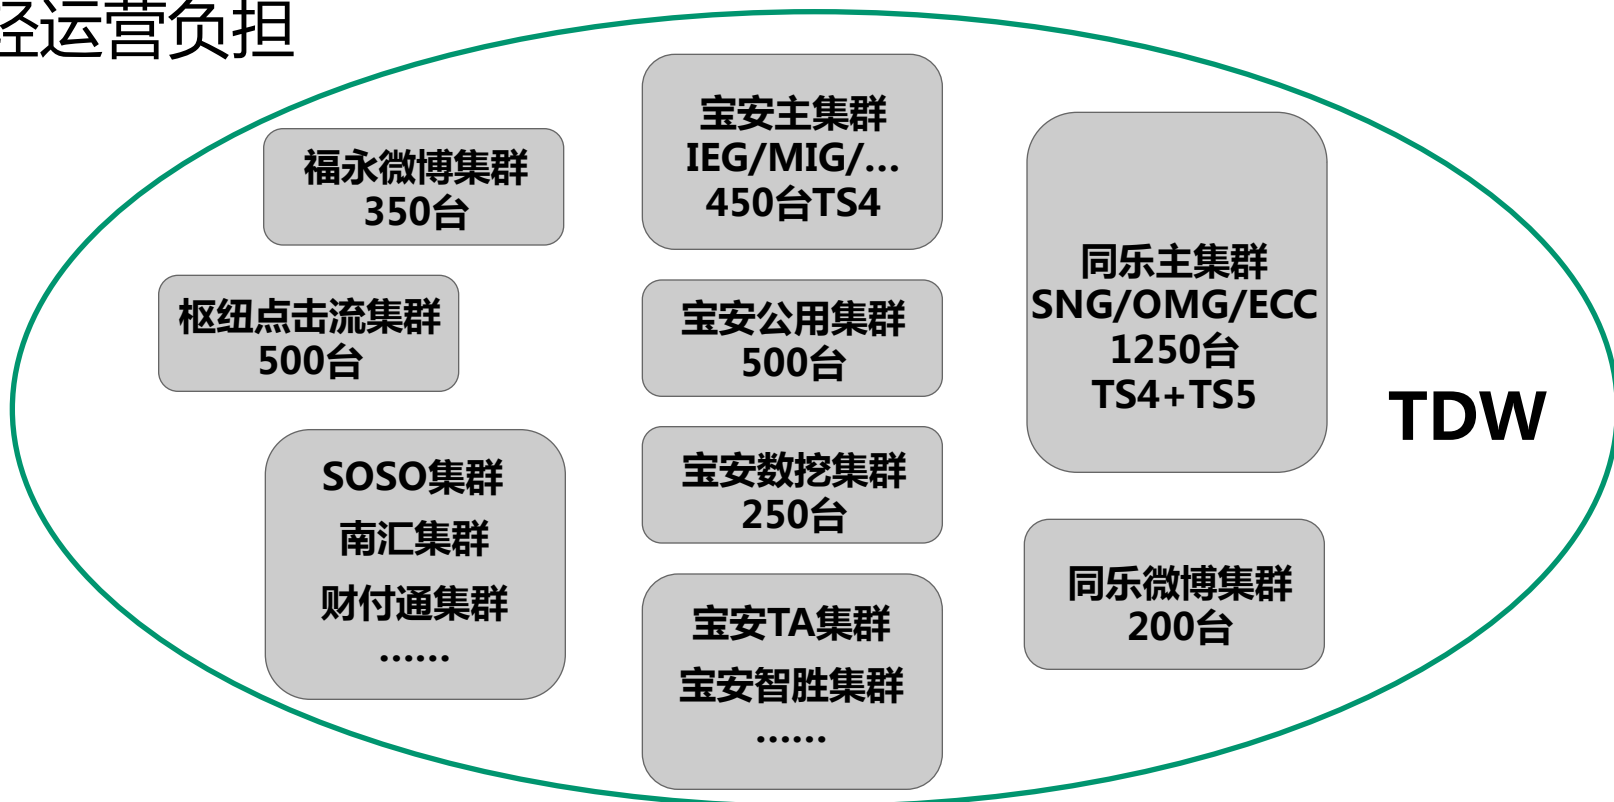 轻运营负担
福永微博集群
350台
枢纽点击流集群
500台
SOSO集群
南汇集群
财付通集群
......
宝安主集群
IEG/MIG/...
450台TS4
宝安公用集群
500台
宝安数挖集群
250台
宝安TA集群
宝安智胜集群
......
同乐主集群
SNG/OMG/ECC
1250台
TS4+TS5
同乐微博集群
200台
TDW